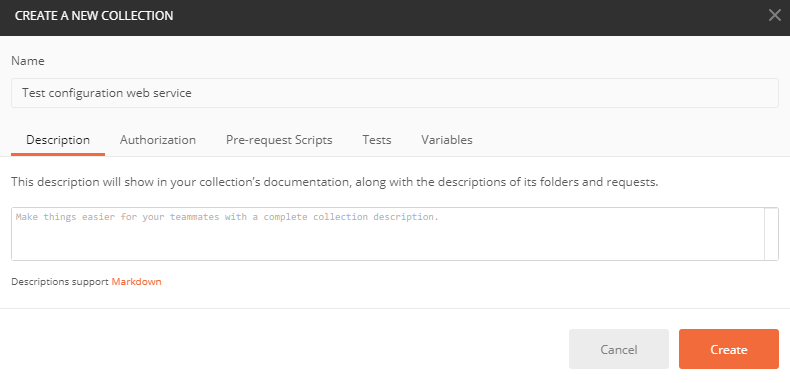 CREATE A NEW COLLECTION
Name
Test configuration web service
Description Authorization Pre-request Scripts Tests Variables
This description will show in your collection's documentation, along with the descriptions of its folders and requests.
Make things easier for your teammates with a complete collection description.
Descriptions support Markdown
Cancel Create